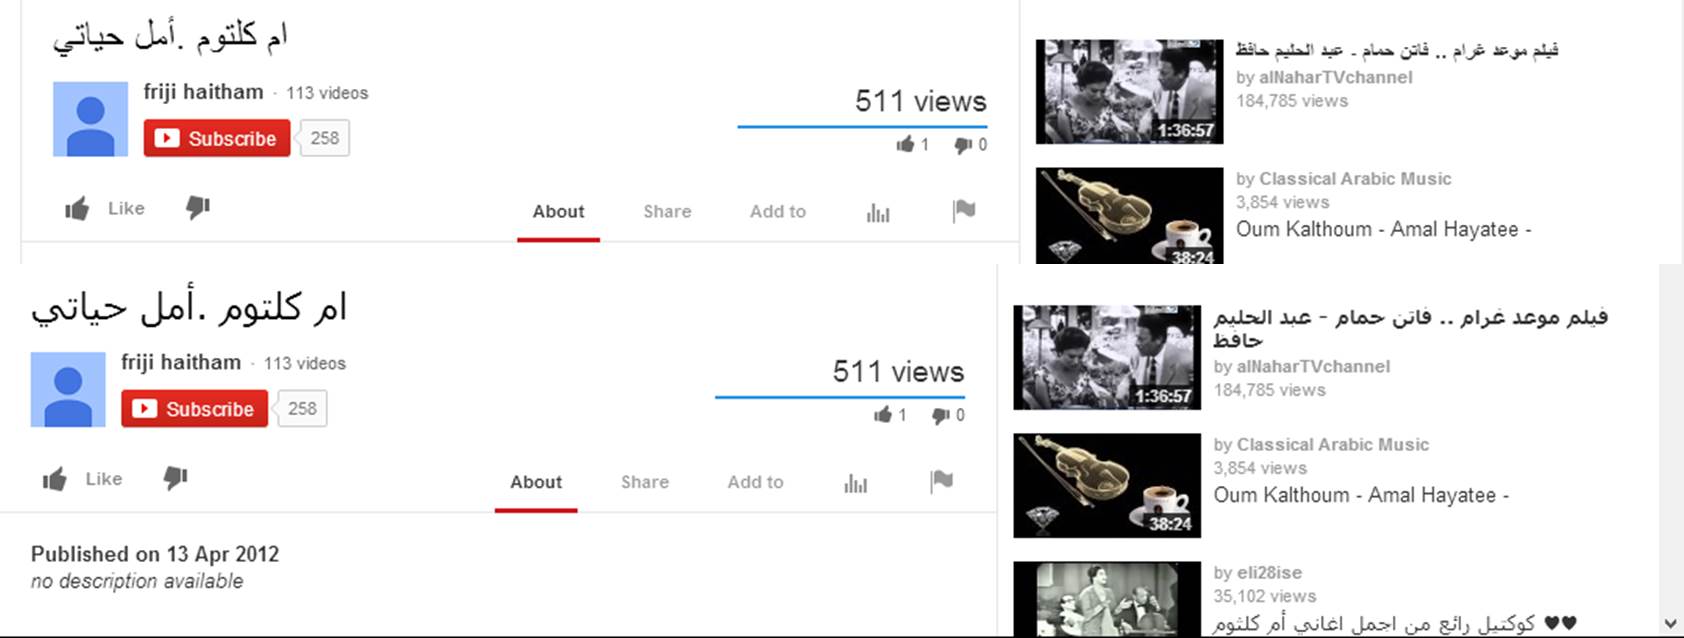 ام كلتوم .أمل حياتي
friji haitham · 113 videos
Subscribe 258
511 views
1 0
Like
About Share Add to
فيلم موعد غرام .. فاتن حمام - عبد الحليم حافظ
by alNaharTVchannel
184,785 views
1:36:57
by Classical Arabic Music
3,854 views
Oum Kalthoum - Amal Hayatee -
38:24
ام كلتوم .أمل حياتي
friji haitham · 113 videos
Subscribe 258
511 views
1 0
Like
About Share Add to
Published on 13 Apr 2012
no description available
فيلم موعد غرام .. فاتن حمام - عبد الحليم
حافظ
by alNaharTVchannel
184,785 views
1:36:57
by Classical Arabic Music
3,854 views
Oum Kalthoum - Amal Hayatee -
38:24
by eli28ise
35,102 views
كوكتيل رائع من اجمل اغاني أم كلثوم ♥♥